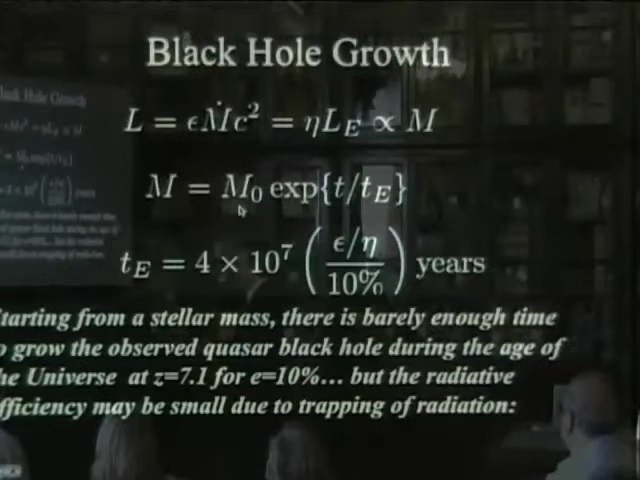 Black Hole Growth
L = ϵṀc² = ηL_E ∝ M
M = M₀ exp{t/t_E}
t_E = 4 × 10⁷ (ϵ/η / 10%) years
tarting from a stellar mass, there is barely enough time
o grow the observed quasar black hole during the age of
he Universe at z=7.1 for e=10%... but the radiative
fficiency may be small due to trapping of radiation: